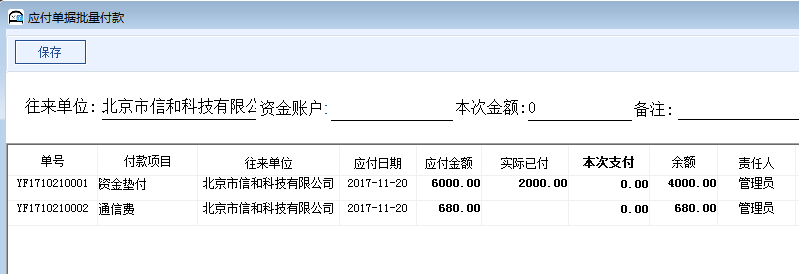 应付单据批量付款
保存
往来单位: 北京市信和科技有限公 资金账户: 本次金额:0 备注:
单号 付款项目 往来单位 应付日期 应付金额 实际已付 本次支付 余额 责任人
YF1710210001 资金垫付 北京市信和科技有限公司 2017-11-20 6000.00 2000.00 0.00 4000.00 管理员
YF1710210002 通信费 北京市信和科技有限公司 2017-11-20 680.00 0.00 680.00 管理员